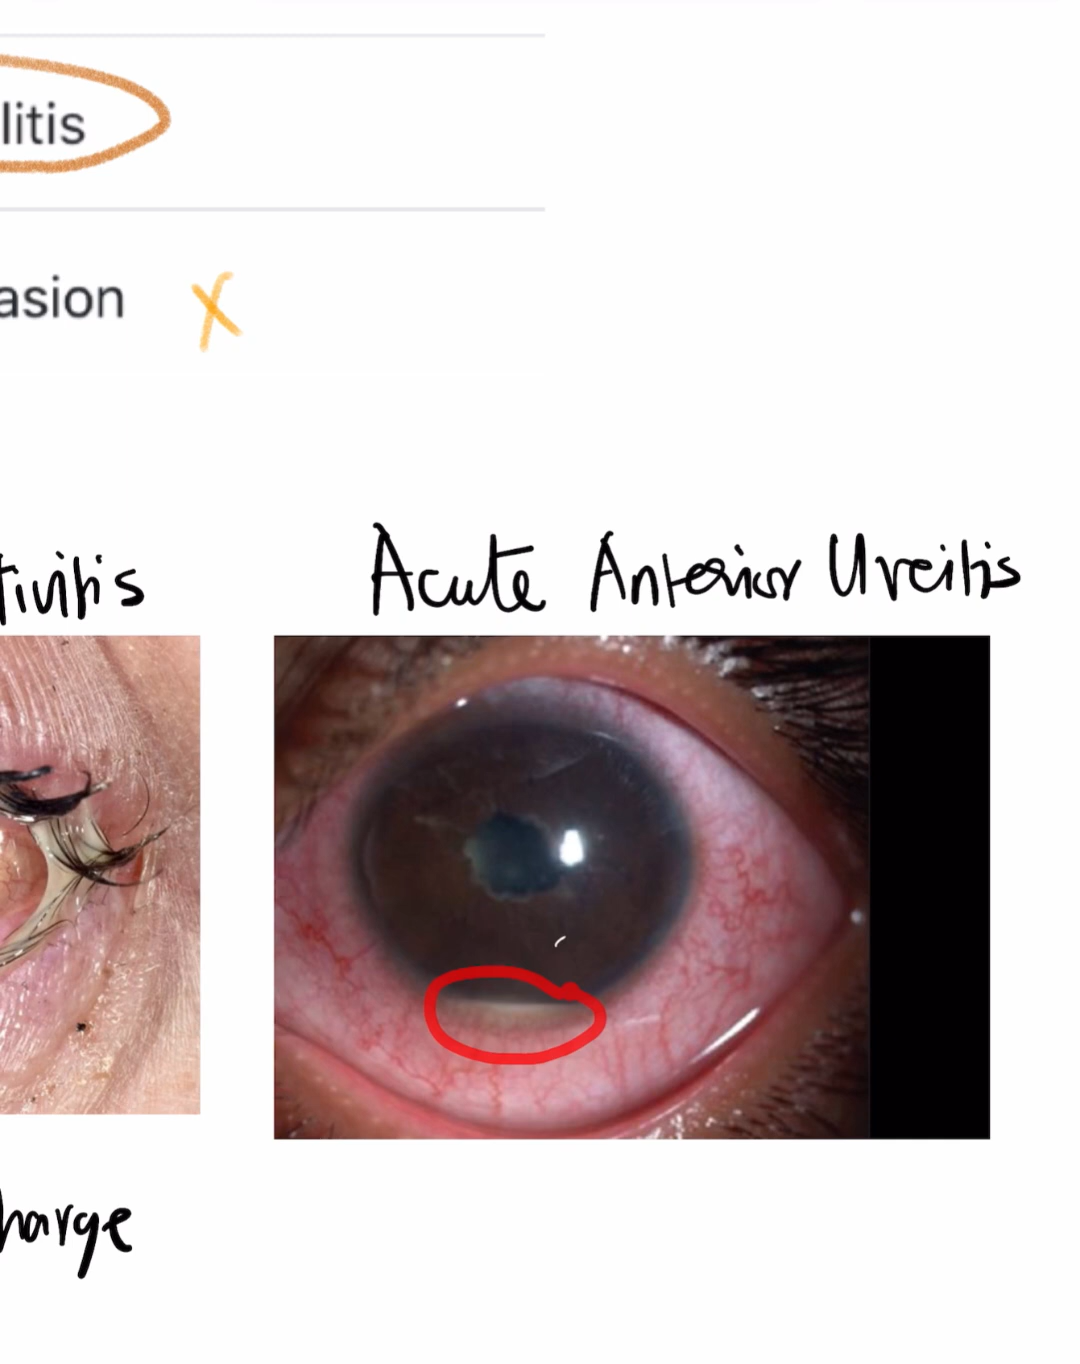 litis
asion X
tivitis
Acute Anterior Uveitis
harge